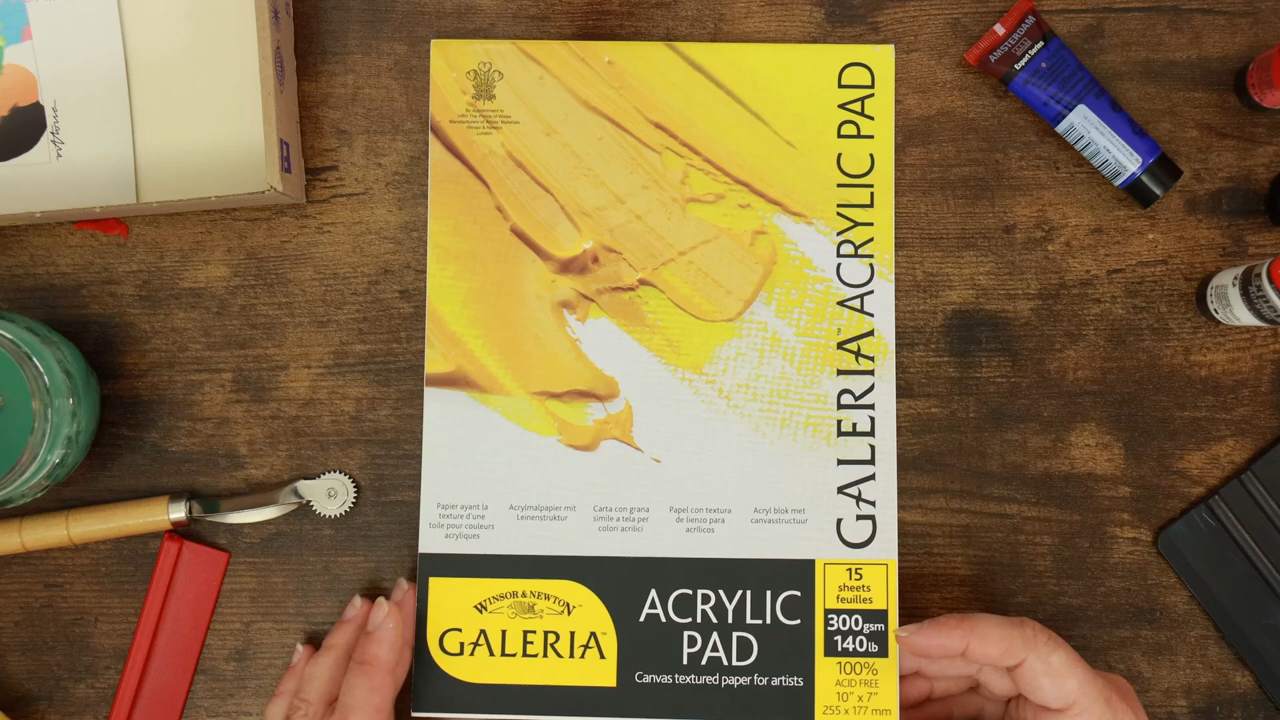 By Appointment to
HRH The Prince of Wales
Manufacturers of Artists' Materials
Winsor & Newton
London
GALERIA™ ACRYLIC PAD
AMSTERDAM
Expert Series
Papier ayant la
texture d'une
toile pour couleurs
acryliques
Acrylmalpapier mit
Leinenstruktur
Carta con grana
simile a tela per
colori acrilici
Papel con textura
de lienzo para
acrílicos
Acryl blok met
canvasstructuur
WINSOR & NEWTON™
GALERIA™
ACRYLIC
PAD
Canvas textured paper for artists
15
sheets
feuilles
300gsm
140lb
100%
ACID FREE
10" x 7"
255 x 177 mm